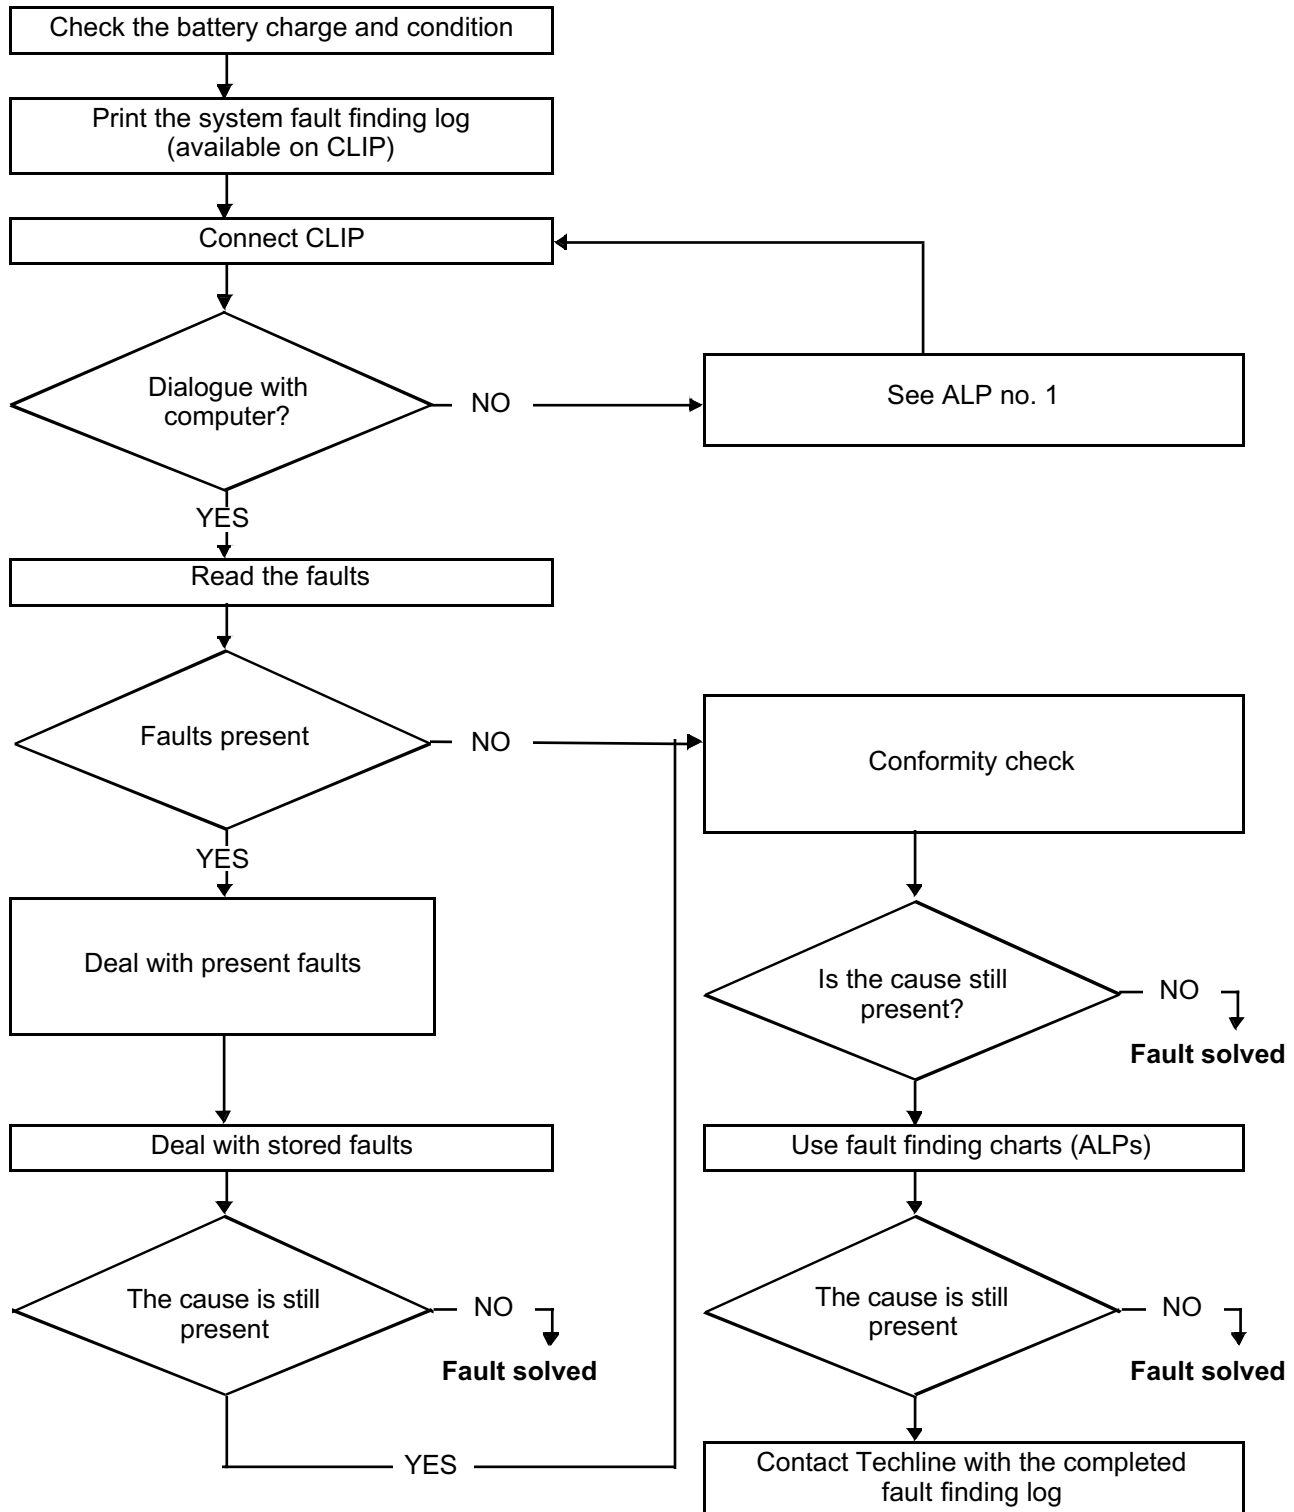 Check the battery charge and condition
Print the system fault finding log
(available on CLIP)
Connect CLIP
Dialogue with
computer?
NO
See ALP no. 1
YES
Read the faults
Faults present
NO
Conformity check
YES
Deal with present faults
Is the cause still
present?
NO
Fault solved
Deal with stored faults
Use fault finding charts (ALPs)
The cause is still
present
NO
Fault solved
The cause is still
present
NO
Fault solved
YES
Contact Techline with the completed
fault finding log